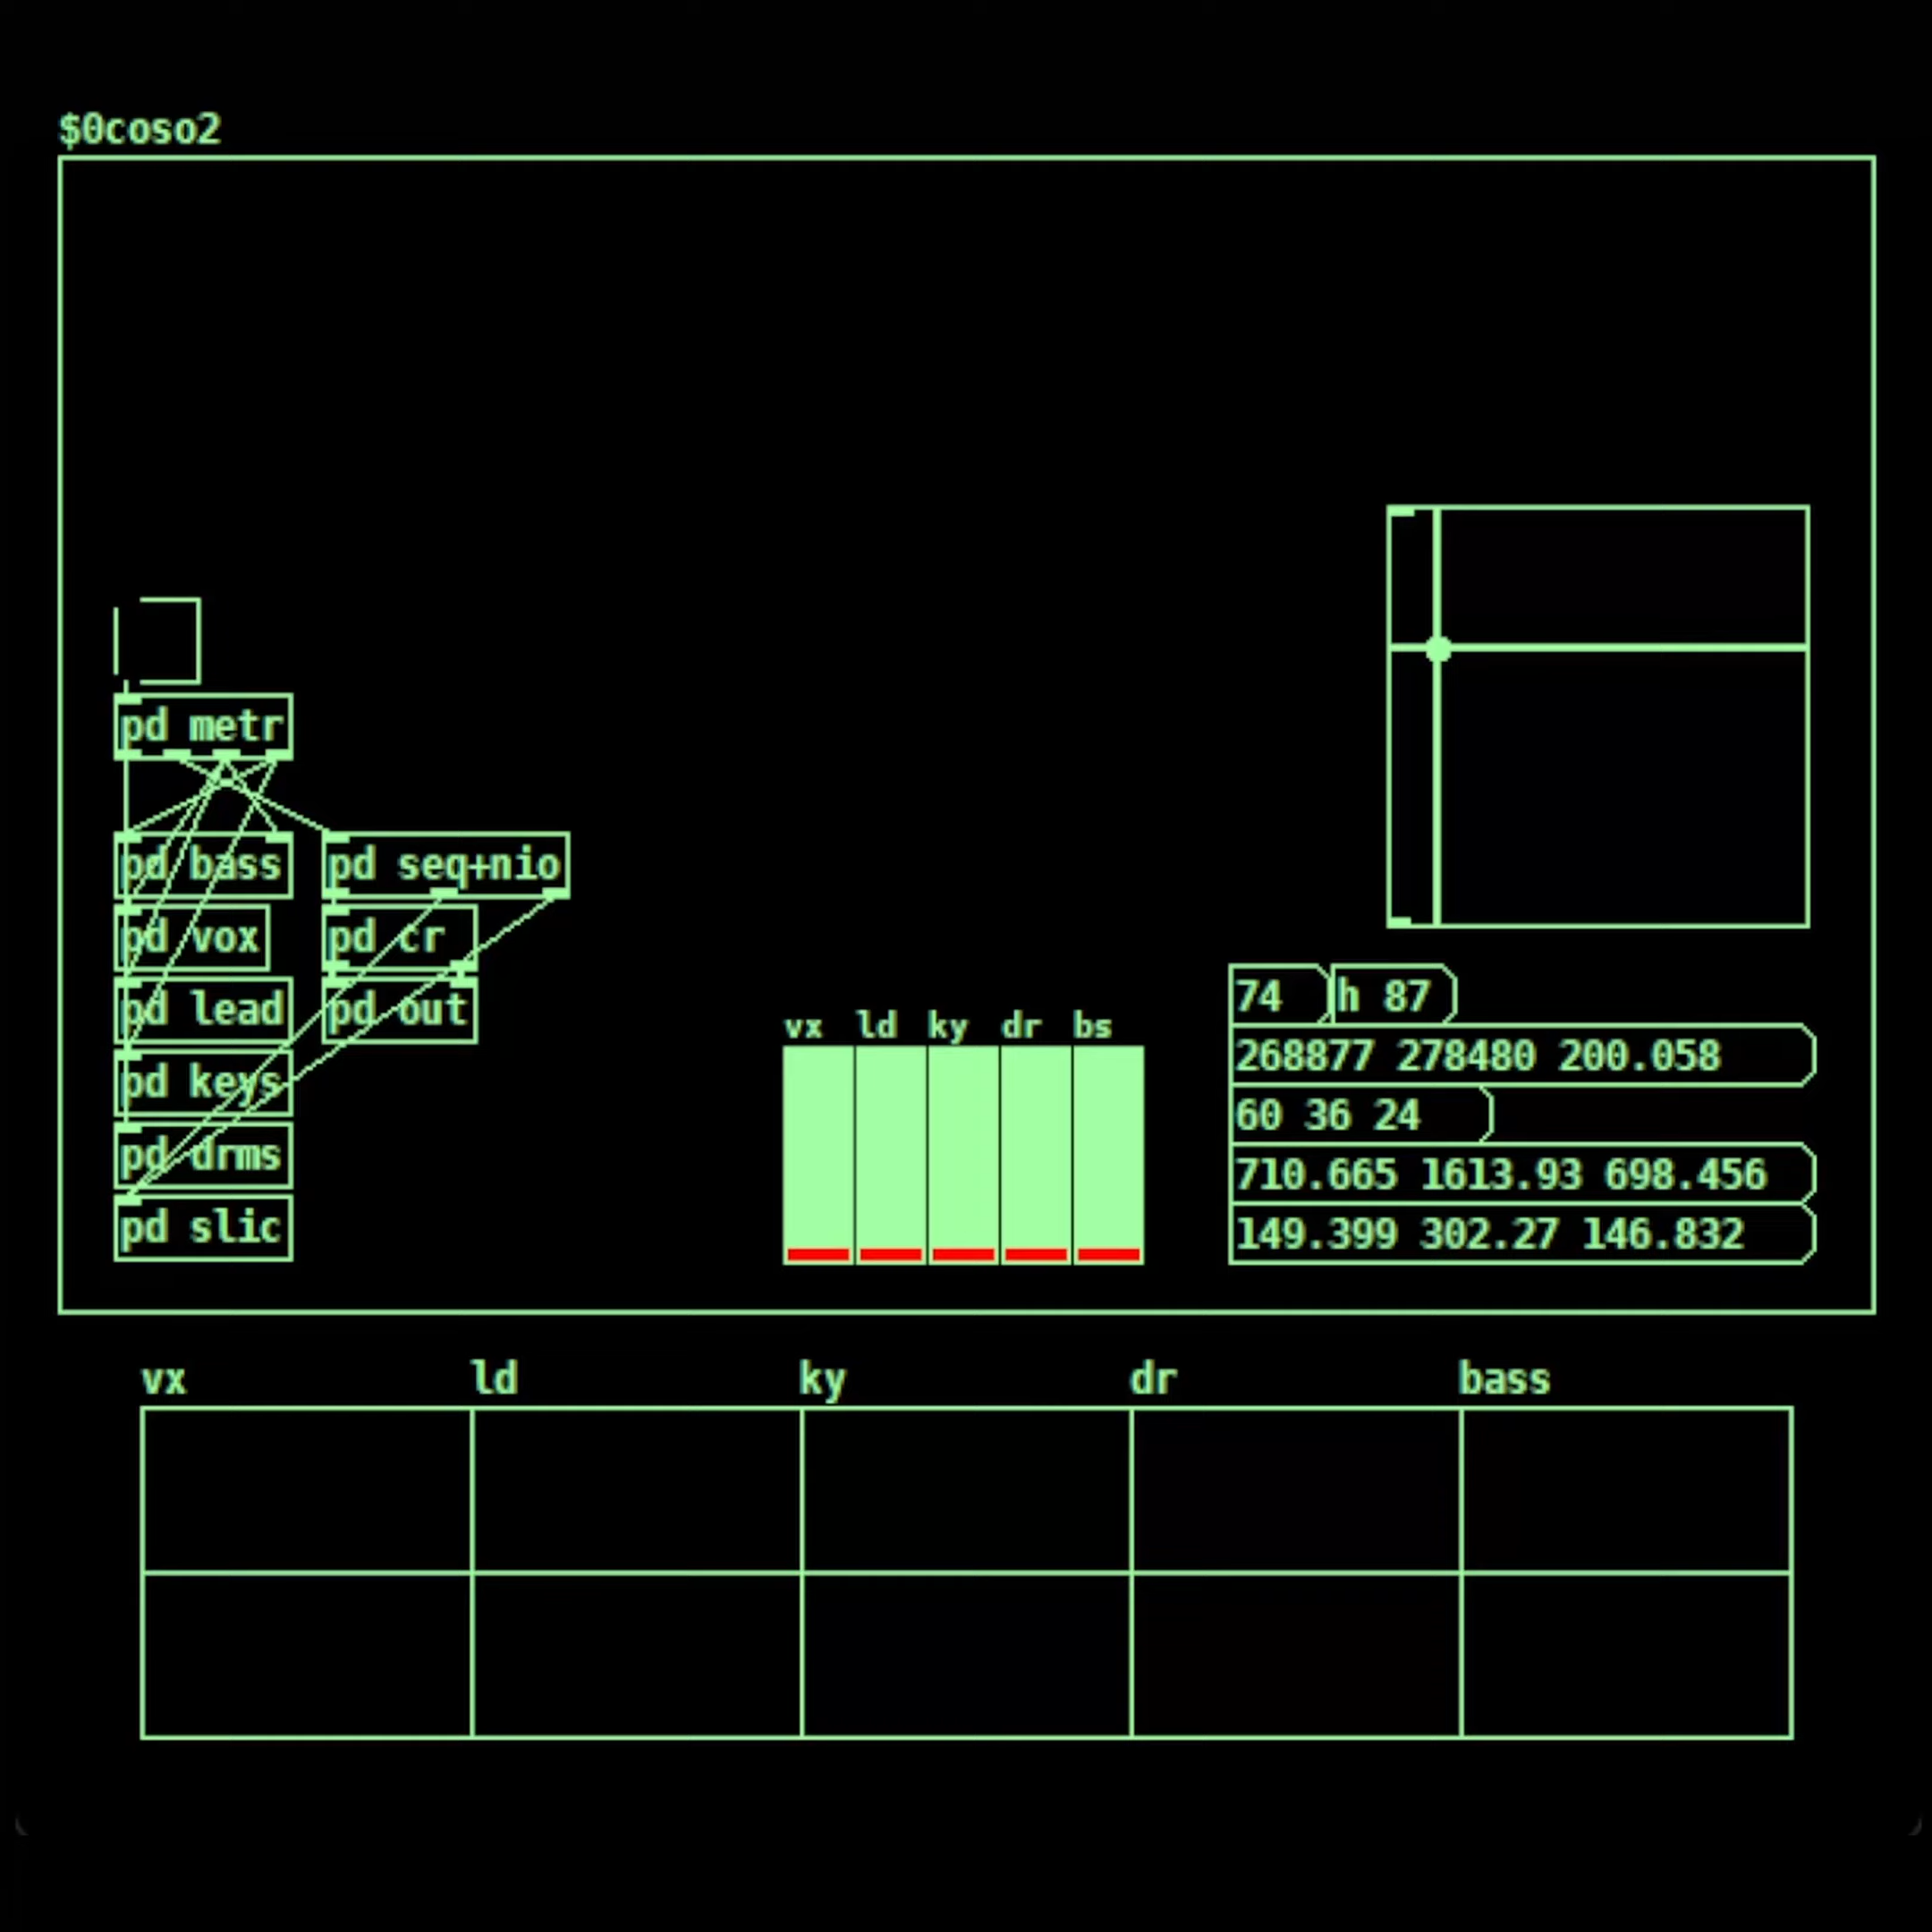 $0coso2
pd metr
pd bass
pd seq+nio
pd vox
pd cr
pd lead
pd out
pd keys
pd drms
pd slic
vx ld ky dr bs
74
h 87
268877 278480 200.058
60 36 24
710.665 1613.93 698.456
149.399 302.27 146.832
vx ld ky dr bass